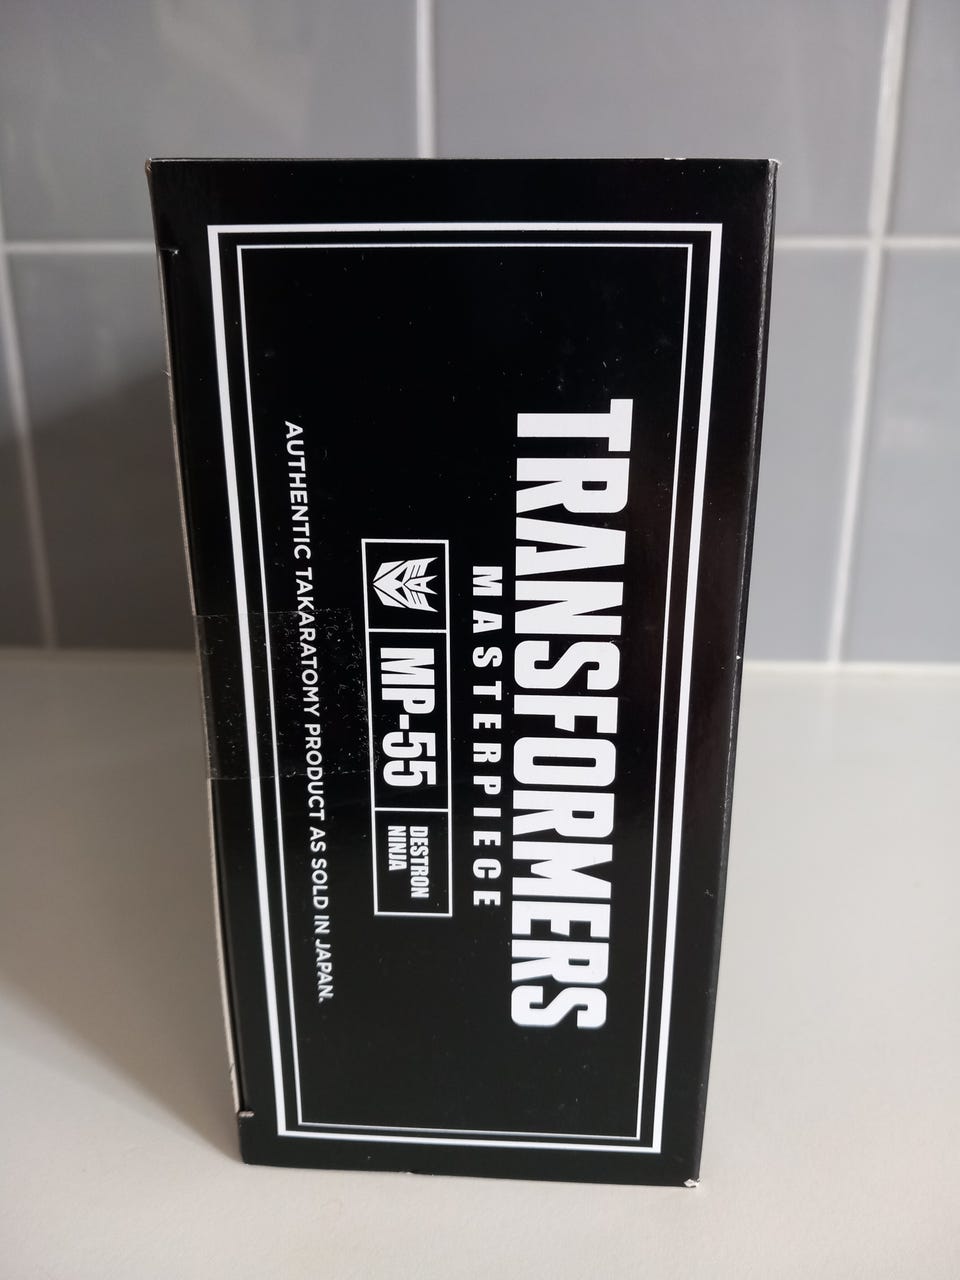 TRANSFORMERS
MASTERPIECE
MP-55
DESTRON
NINJA
AUTHENTIC TAKARATOMY PRODUCT AS SOLD IN JAPAN.